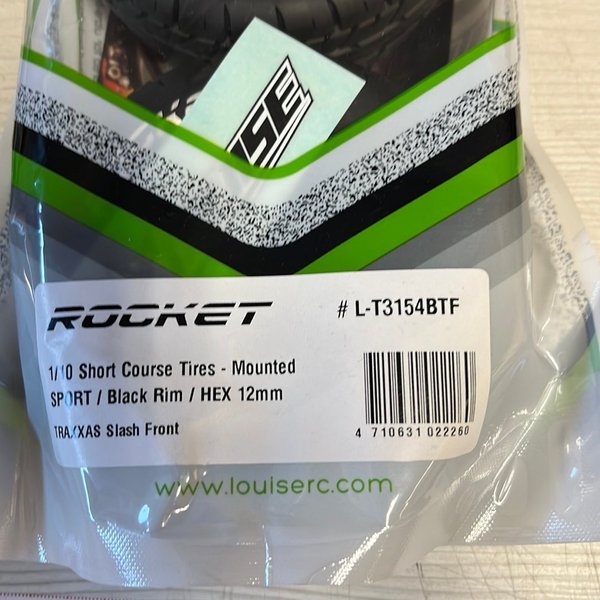 ROCKET
# L-T3154BTF
1/10 Short Course Tires - Mounted
SPORT / Black Rim / HEX 12mm
TRAXXAS Slash Front
4 710631 022260
www.louiserc.com